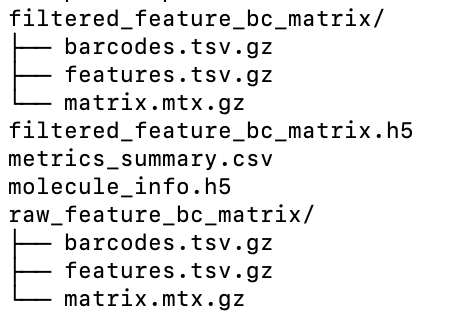 filtered_feature_bc_matrix/
├── barcodes.tsv.gz
├── features.tsv.gz
└── matrix.mtx.gz
filtered_feature_bc_matrix.h5
metrics_summary.csv
molecule_info.h5
raw_feature_bc_matrix/
├── barcodes.tsv.gz
├── features.tsv.gz
└── matrix.mtx.gz